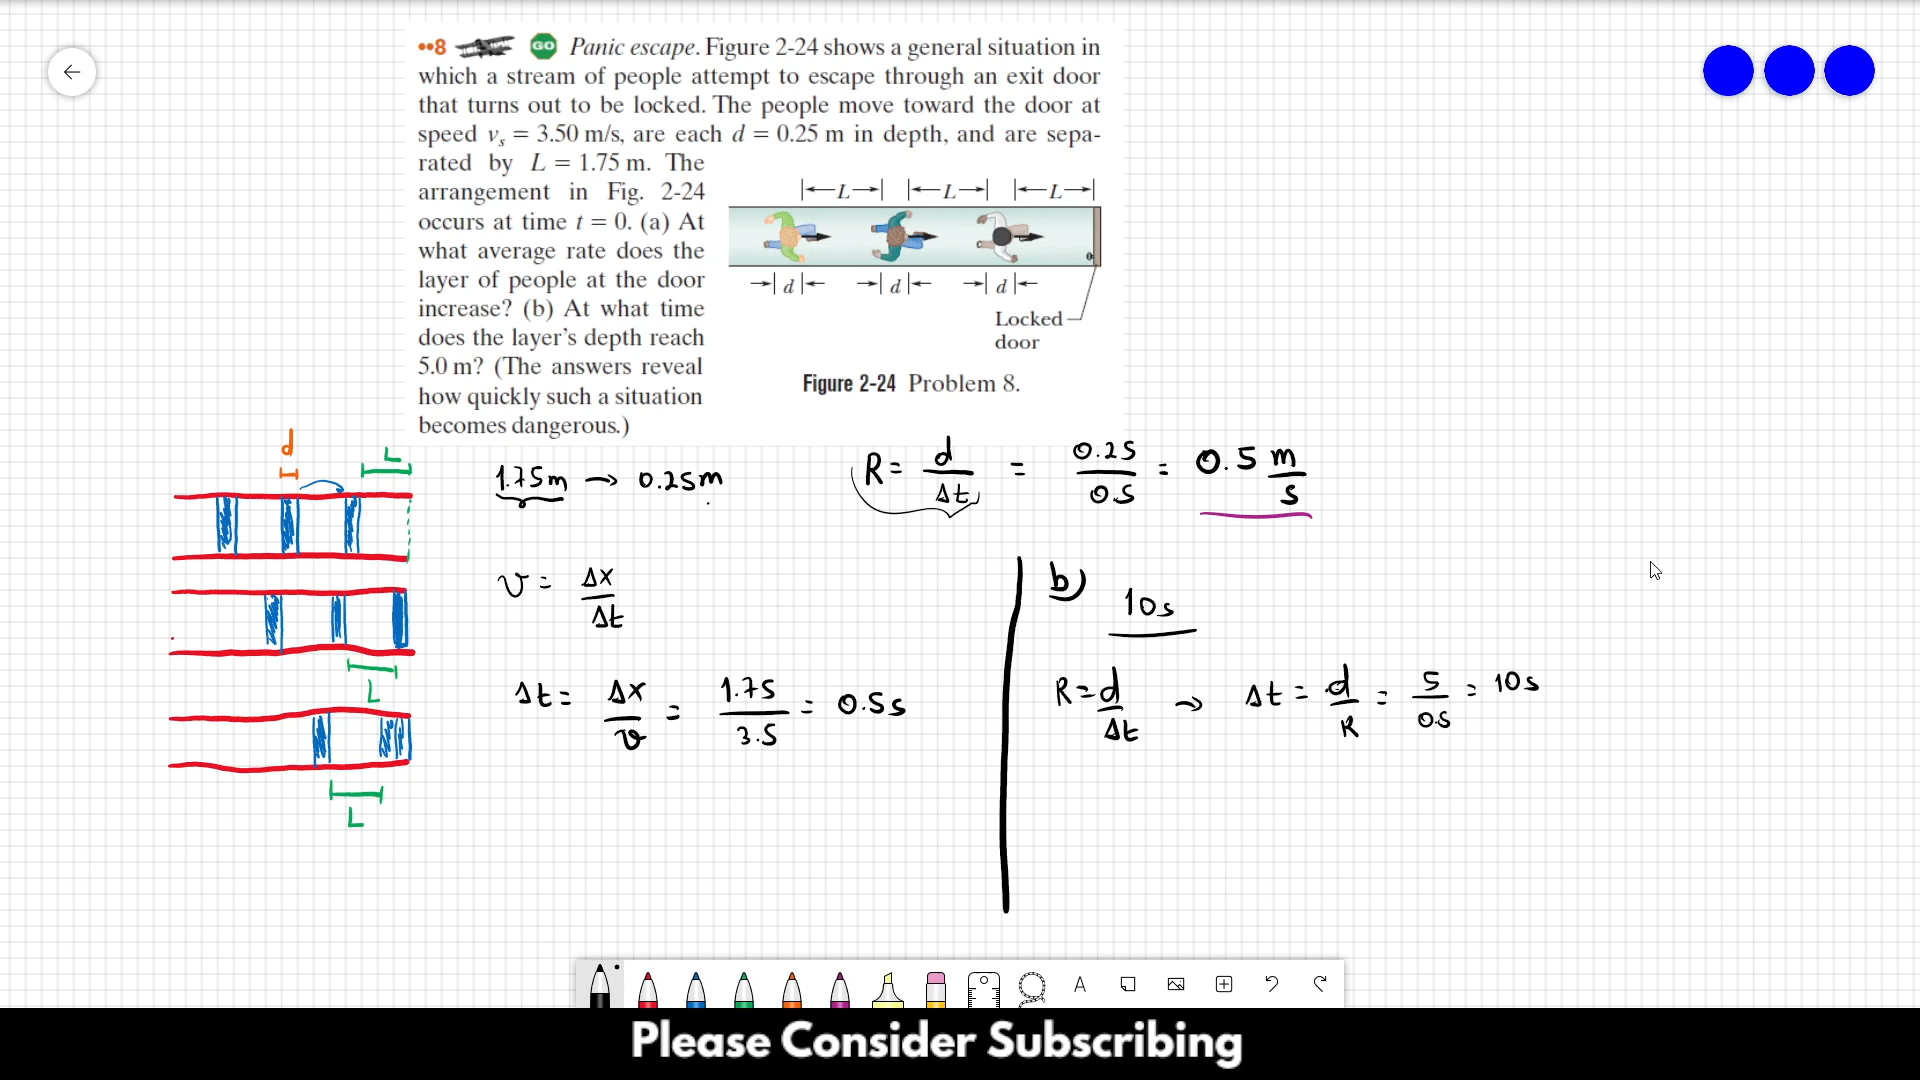 ••8 GO Panic escape. Figure 2-24 shows a general situation in
which a stream of people attempt to escape through an exit door
that turns out to be locked. The people move toward the door at
speed vs = 3.50 m/s, are each d = 0.25 m in depth, and are sepa-
rated by L = 1.75 m. The
arrangement in Fig. 2-24
occurs at time t = 0. (a) At
what average rate does the
layer of people at the door
increase? (b) At what time
does the layer's depth reach
5.0 m? (The answers reveal
how quickly such a situation
becomes dangerous.)
L L L
d d d
Locked
door
Figure 2-24 Problem 8.
d
L
L
L
1.75m → 0.25m
R = d/Δt = 0.25/0.5 = 0.5 m/s
v = Δx/Δt
Δt = Δx/v = 1.75/3.5 = 0.5s
b)
10s
R = d/Δt → Δt = d/R = 5/0.5 = 10s
A
Please Consider Subscribing